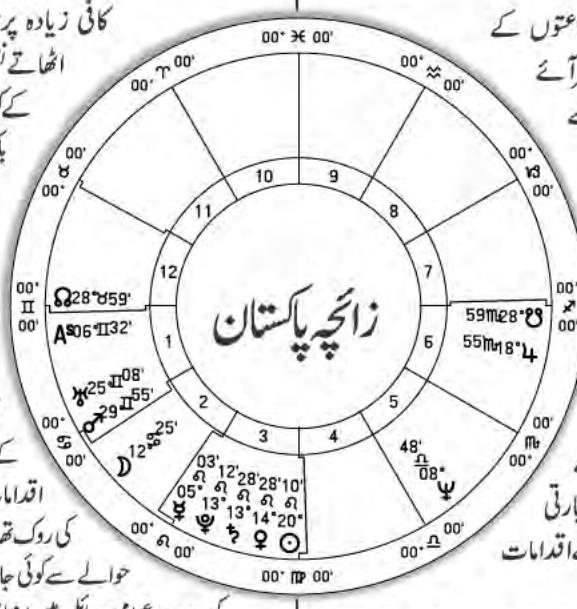 کافی زیادہ پر
اٹھاتے
کے
عتوں کے
آئے
00° ♓ 00'
00° ♈ 00'
00° ♒ 00'
00° ♉ 00'
00° ♑ 00'
00° ♊ 00'
00° ♐ 00'
00° ♋ 00'
00° ♏ 00'
00° ♌ 00'
00° ♎ 00'
00° ♍ 00'
10
9
11
8
12
7
1
6
2
5
3
4
زائچہ پاکستان
☊28°♉59'
As06°♊32'
♅25°♊08'
♂29°♊55'
☽12°♋25'
☿05°♌03'
♇13°♌12'
♄13°♌28'
♀14°♌28'
☉20°♌10'
48'♎08°♆
59♏28°☋
55♏18°♃
کے
اقداما
کی روک تھ
حوالے سے کوئی جا
ارتی
اقدامات